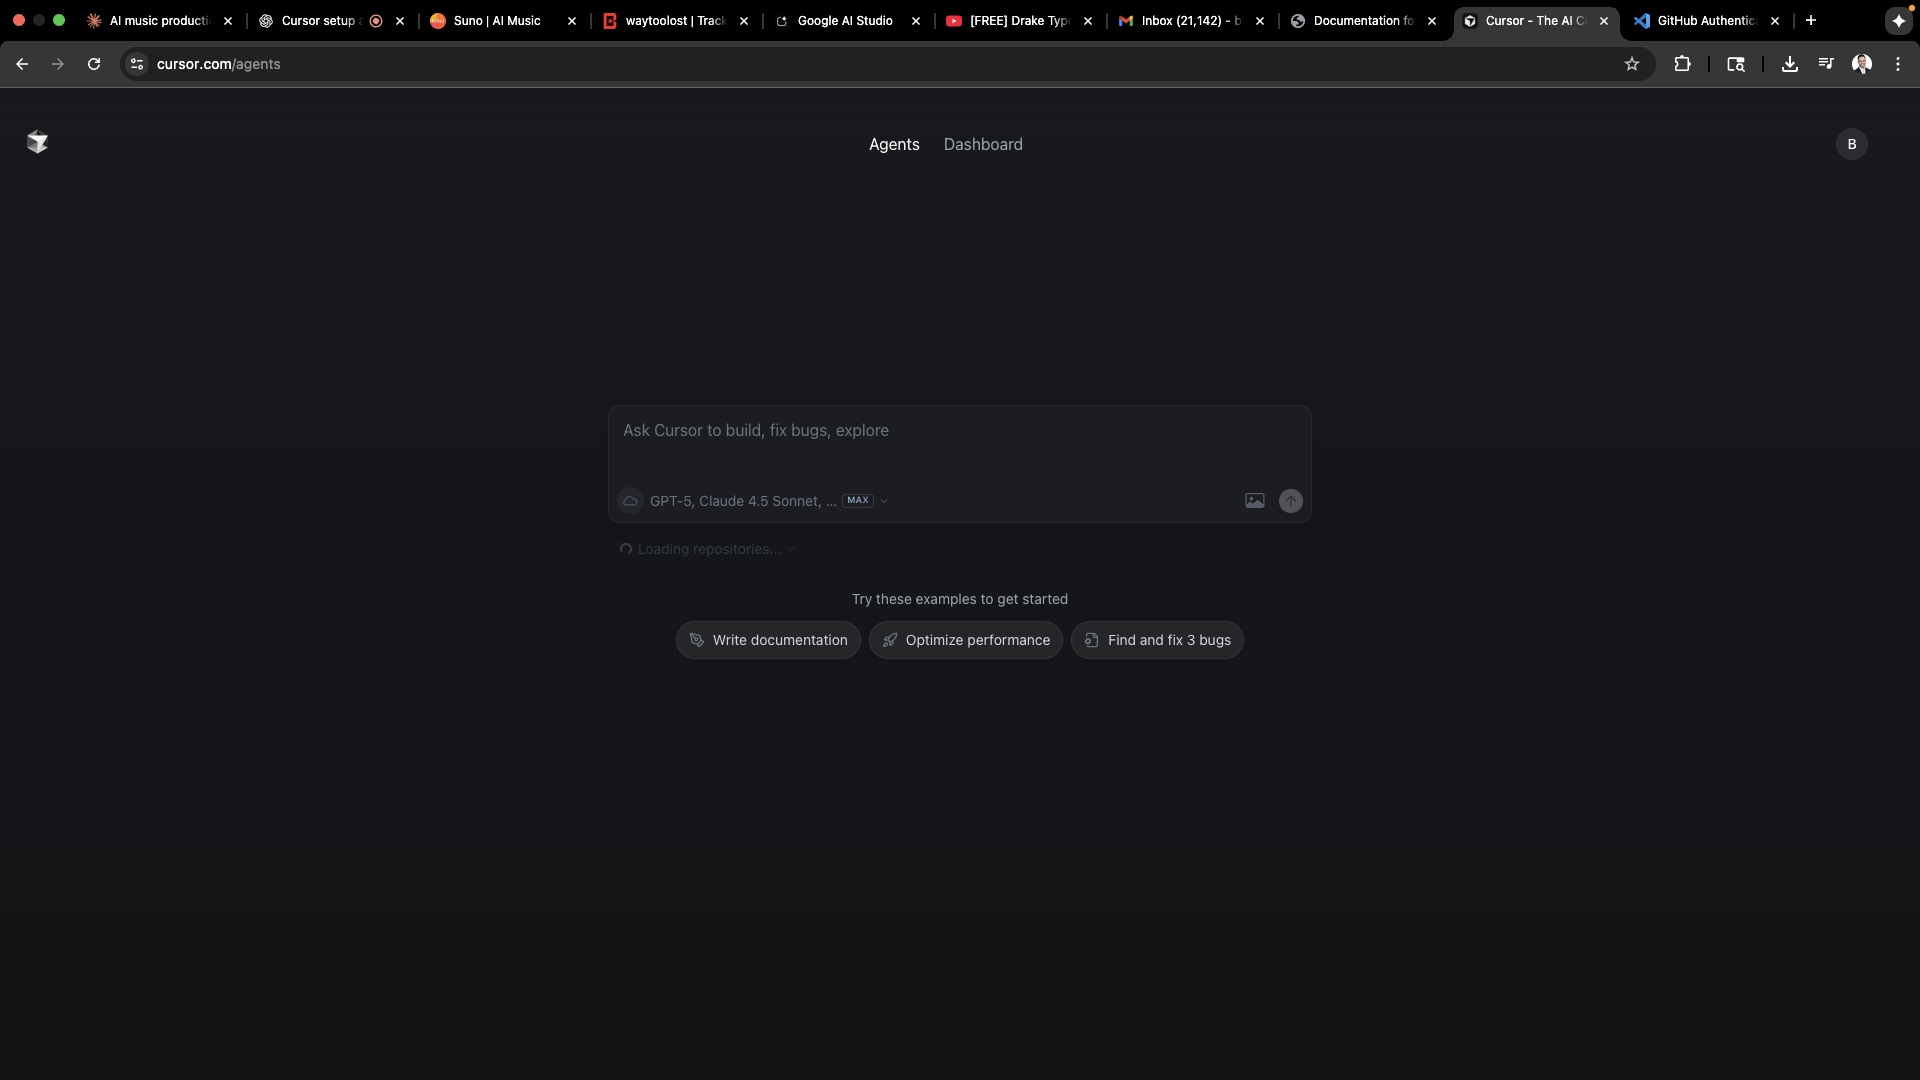 AI music producti
Cursor setup a
Suno | AI Music
waytoolost | Track
Google AI Studio
[FREE] Drake Type
Inbox (21,142) - b
Documentation fo
Cursor - The AI C
GitHub Authentica
cursor.com/agents
Agents
Dashboard
B
Ask Cursor to build, fix bugs, explore
GPT-5, Claude 4.5 Sonnet, ... MAX
Loading repositories...
Try these examples to get started
Write documentation
Optimize performance
Find and fix 3 bugs